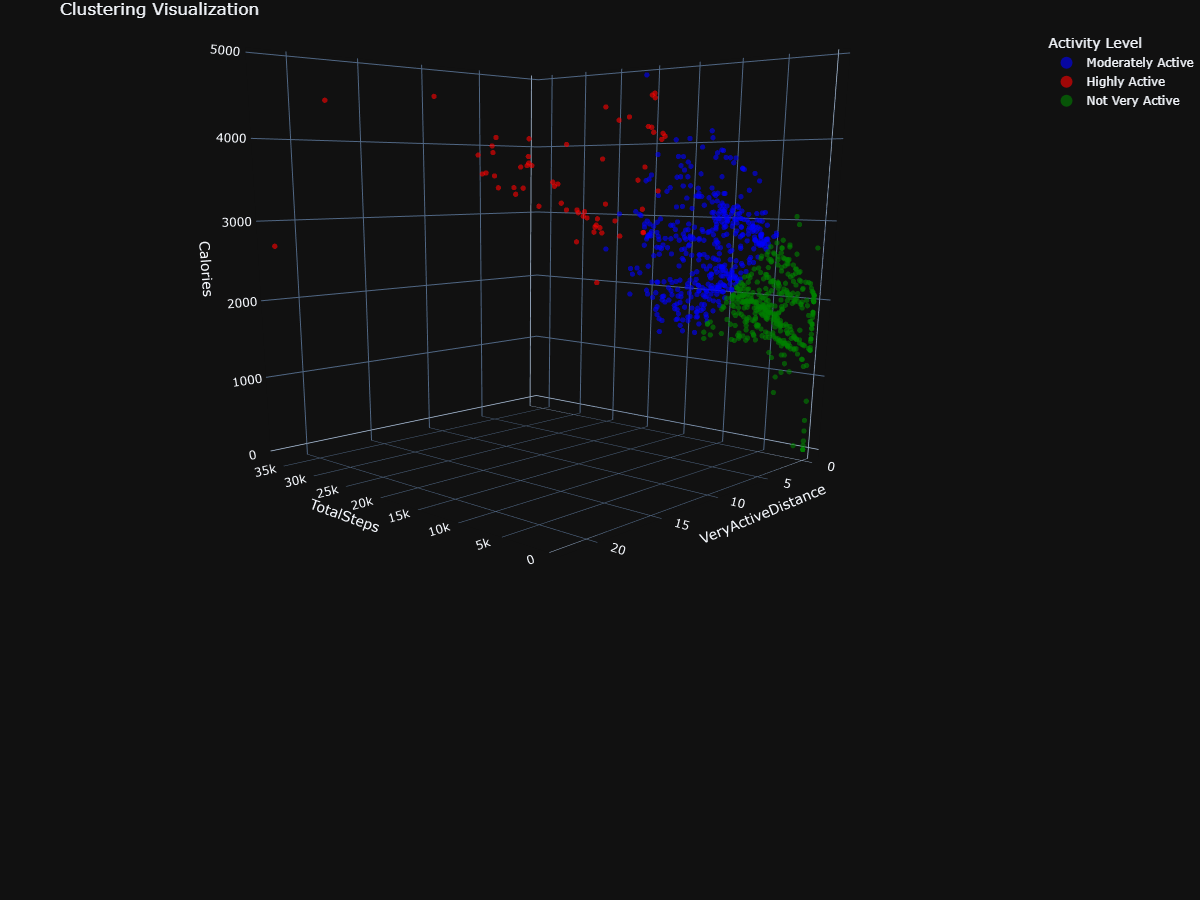 Clustering Visualization
Activity Level
Moderately Active
Highly Active
Not Very Active
5000
4000
3000
2000
1000
0
Calories
35k
30k
25k
20k
15k
10k
5k
0
TotalSteps
0
5
10
15
20
VeryActiveDistance